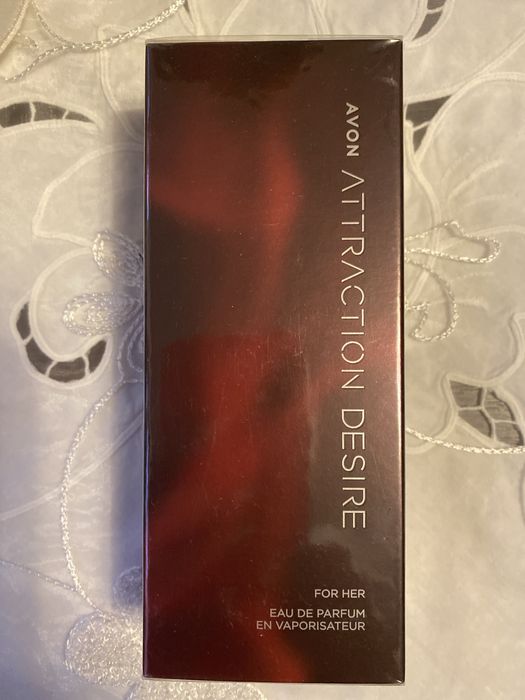 AVON ATTRACTION DESIRE
FOR HER
EAU DE PARFUM
EN VAPORISATEUR